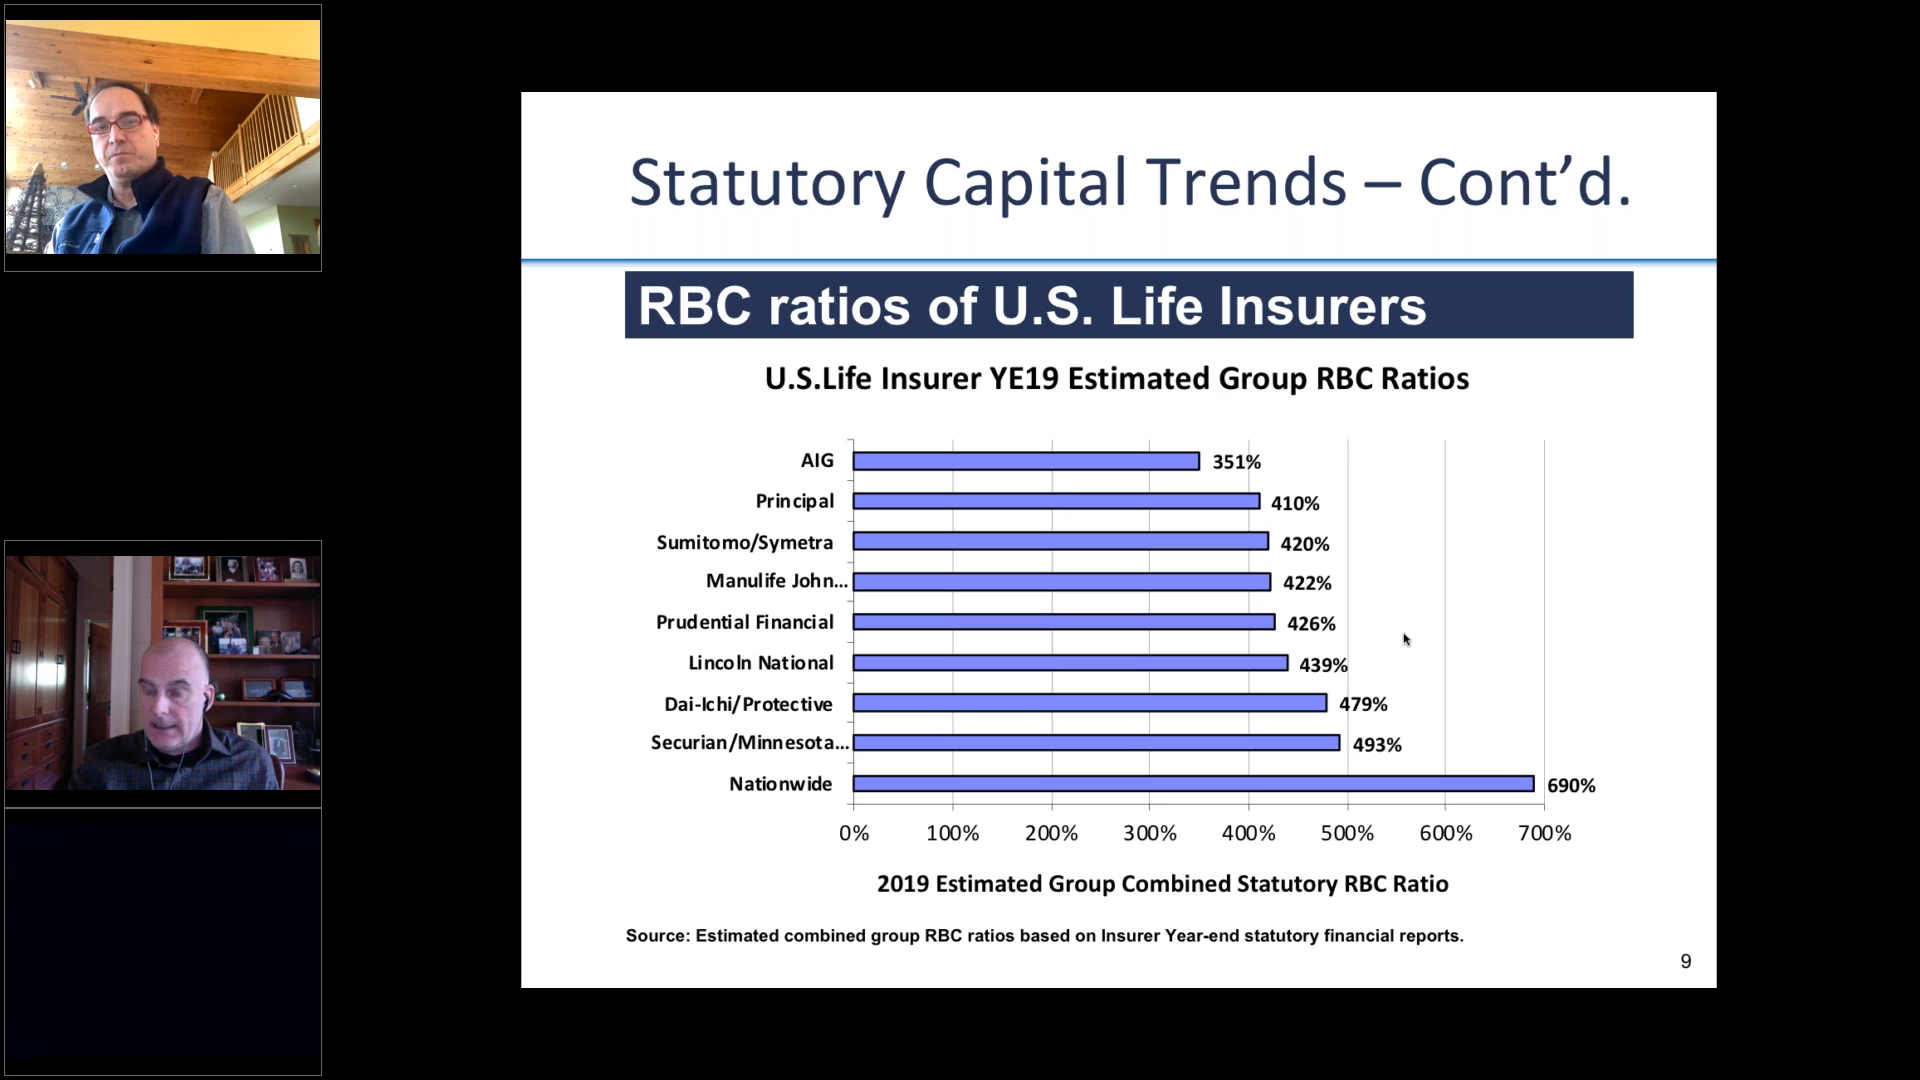 Statutory Capital Trends – Cont’d.
RBC ratios of U.S. Life Insurers
U.S.Life Insurer YE19 Estimated Group RBC Ratios
AIG 351%
Principal 410%
Sumitomo/Symetra 420%
Manulife John... 422%
Prudential Financial 426%
Lincoln National 439%
Dai-Ichi/Protective 479%
Securian/Minnesota... 493%
Nationwide 690%
0% 100% 200% 300% 400% 500% 600% 700%
2019 Estimated Group Combined Statutory RBC Ratio
Source: Estimated combined group RBC ratios based on Insurer Year-end statutory financial reports.
9